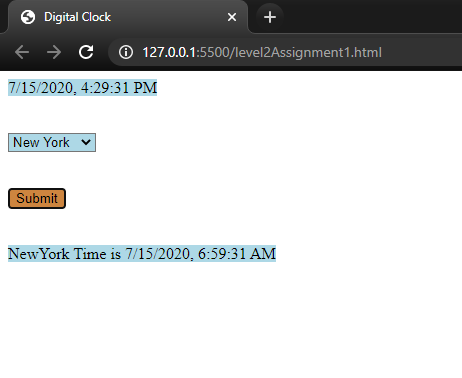 Digital Clock
127.0.0.1:5500/level2Assignment1.html
7/15/2020, 4:29:31 PM
New York
Submit
NewYork Time is 7/15/2020, 6:59:31 AM